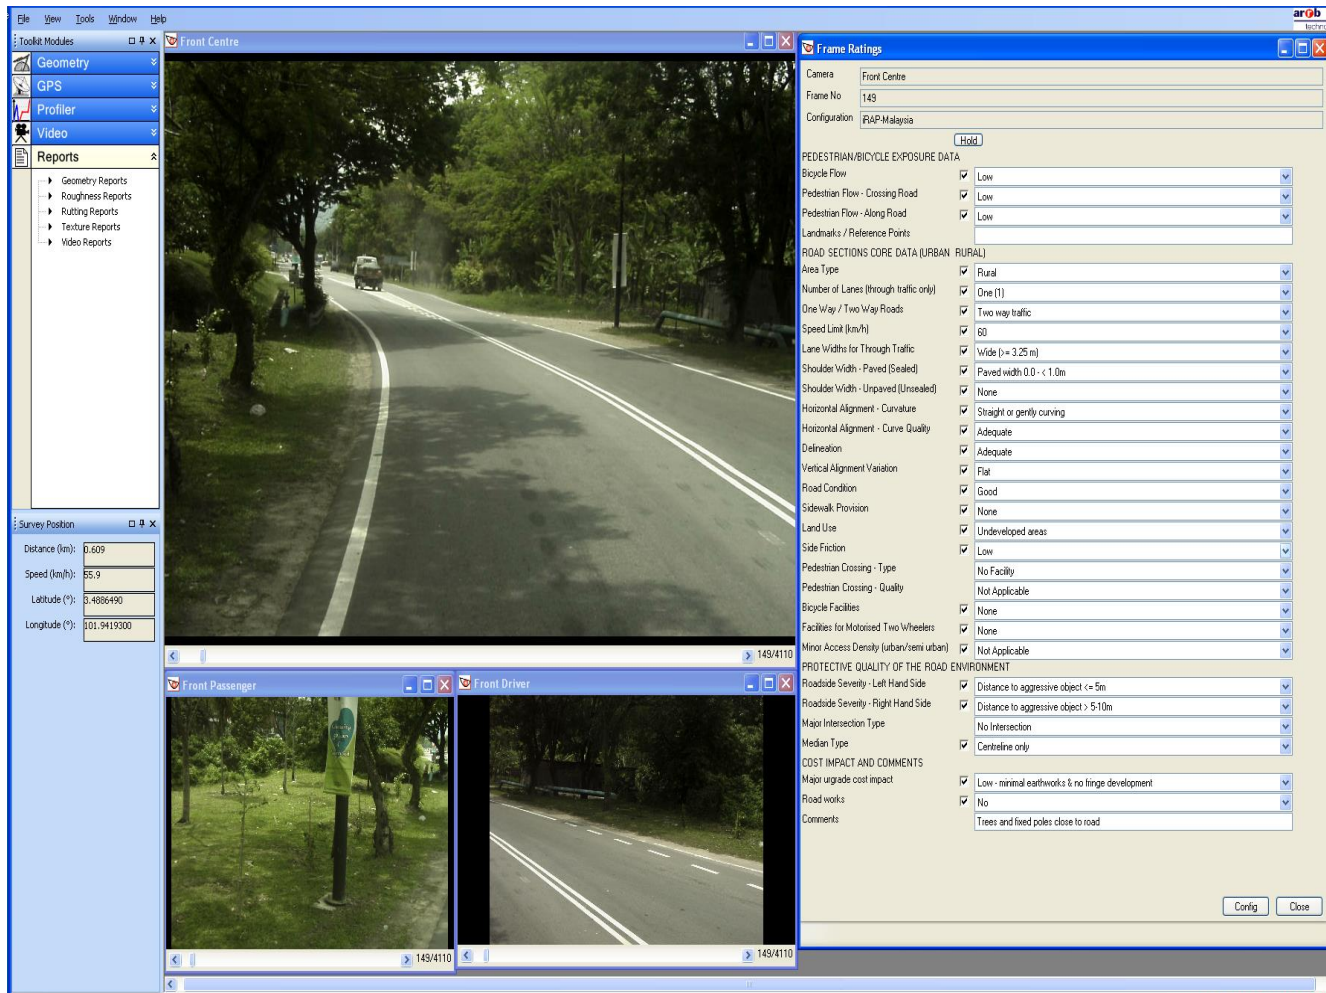 File View Tools Window Help
arrb
techno
Toolkit Modules
Geometry
GPS
Profiler
Video
Reports
Geometry Reports
Roughness Reports
Rutting Reports
Texture Reports
Video Reports
Survey Position
Distance (km): 0.609
Speed (km/h): 55.9
Latitude (°): 3.4886490
Longitude (°): 101.9419300
Front Centre
149/4110
Front Passenger
149/4110
Front Driver
149/4110
Frame Ratings
Camera Front Centre
Frame No 149
Configuration iRAP-Malaysia
Hold
PEDESTRIAN/BICYCLE EXPOSURE DATA
Bicycle Flow Low
Pedestrian Flow - Crossing Road Low
Pedestrian Flow - Along Road Low
Landmarks / Reference Points
ROAD SECTIONS CORE DATA (URBAN RURAL)
Area Type Rural
Number of Lanes (through traffic only) One (1)
One Way / Two Way Roads Two way traffic
Speed Limit (km/h) 60
Lane Widths for Through Traffic Wide (>= 3.25 m)
Shoulder Width - Paved (Sealed) Paved width 0.0 - < 1.0m
Shoulder Width - Unpaved (Unsealed) None
Horizontal Alignment - Curvature Straight or gently curving
Horizontal Alignment - Curve Quality Adequate
Delineation Adequate
Vertical Alignment Variation Flat
Road Condition Good
Sidewalk Provision None
Land Use Undeveloped areas
Side Friction Low
Pedestrian Crossing - Type No Facility
Pedestrian Crossing - Quality Not Applicable
Bicycle Facilities None
Facilities for Motorised Two Wheelers None
Minor Access Density (urban/semi urban) Not Applicable
PROTECTIVE QUALITY OF THE ROAD ENVIRONMENT
Roadside Severity - Left Hand Side Distance to aggressive object <= 5m
Roadside Severity - Right Hand Side Distance to aggressive object > 5-10m
Major Intersection Type No Intersection
Median Type Centreline only
COST IMPACT AND COMMENTS
Major urgrade cost impact Low - minimal earthworks & no fringe development
Road works No
Comments Trees and fixed poles close to road
Config Close